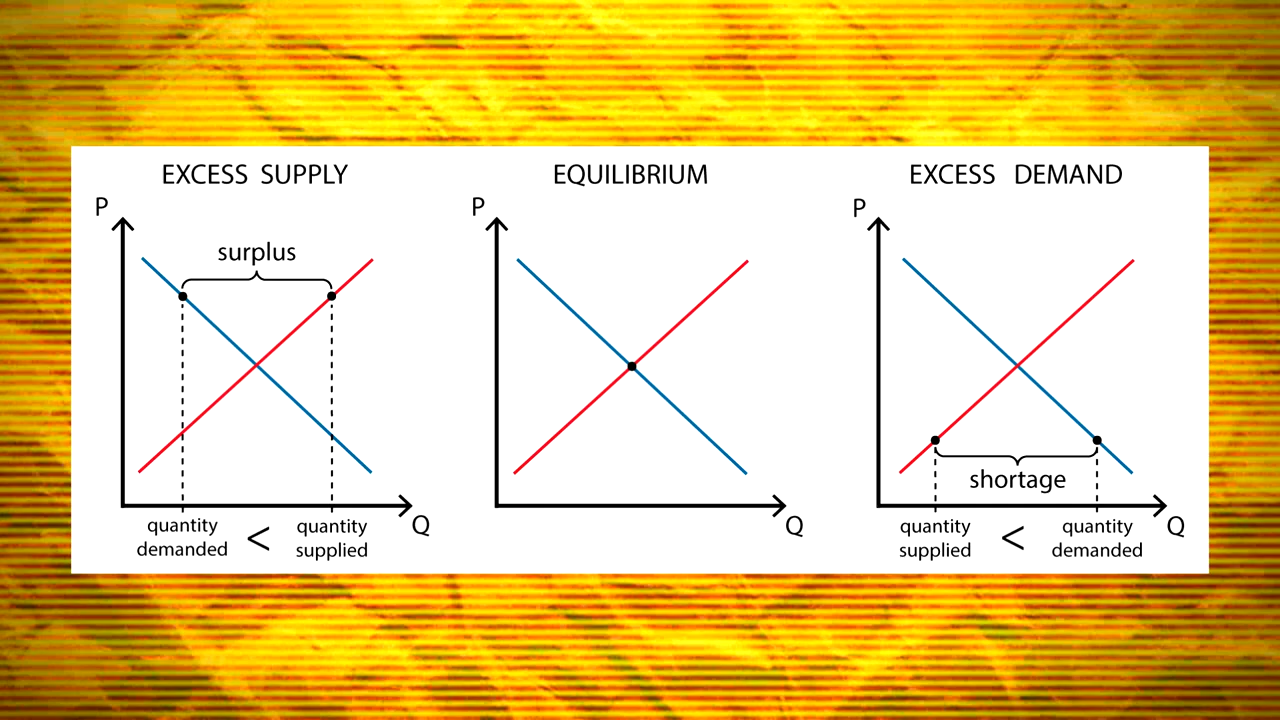 EXCESS SUPPLY
P
surplus
quantity
demanded
<
quantity
supplied
Q
EQUILIBRIUM
P
Q
EXCESS DEMAND
P
shortage
quantity
supplied
<
quantity
demanded
Q